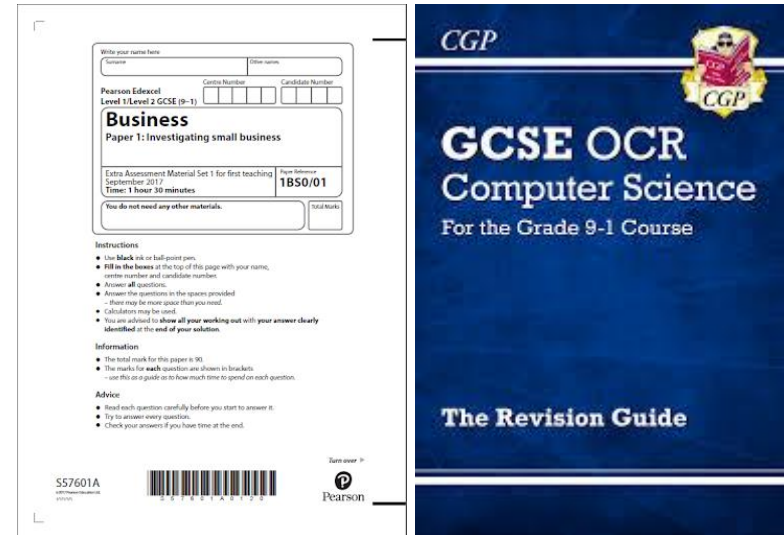 Write your name here
Surname
Other names
Centre Number
Candidate Number
Pearson Edexcel
Level 1/Level 2 GCSE (9–1)
Business
Paper 1: Investigating small business
Extra Assessment Material Set 1 for first teaching
September 2017
Time: 1 hour 30 minutes
Paper Reference
1BS0/01
You do not need any other materials.
Total Marks
Instructions
● Use black ink or ball-point pen.
● Fill in the boxes at the top of this page with your name,
centre number and candidate number.
● Answer all questions.
● Answer the questions in the spaces provided
– there may be more space than you need.
● Calculators may be used.
● You are advised to show all your working out with your answer clearly
identified at the end of your solution.
Information
● The total mark for this paper is 90.
● The marks for each question are shown in brackets
– use this as a guide as to how much time to spend on each question.
Advice
● Read each question carefully before you start to answer it.
● Try to answer every question.
● Check your answers if you have time at the end.
Turn over
S57601A
S57601A0120
Pearson
CGP
CGP
CGP
GCSE OCR
Computer Science
For the Grade 9-1 Course
The Revision Guide